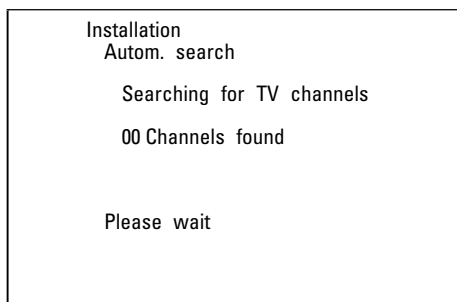 Installation
Autom. search
Searching for TV channels
00 Channels found
Please wait